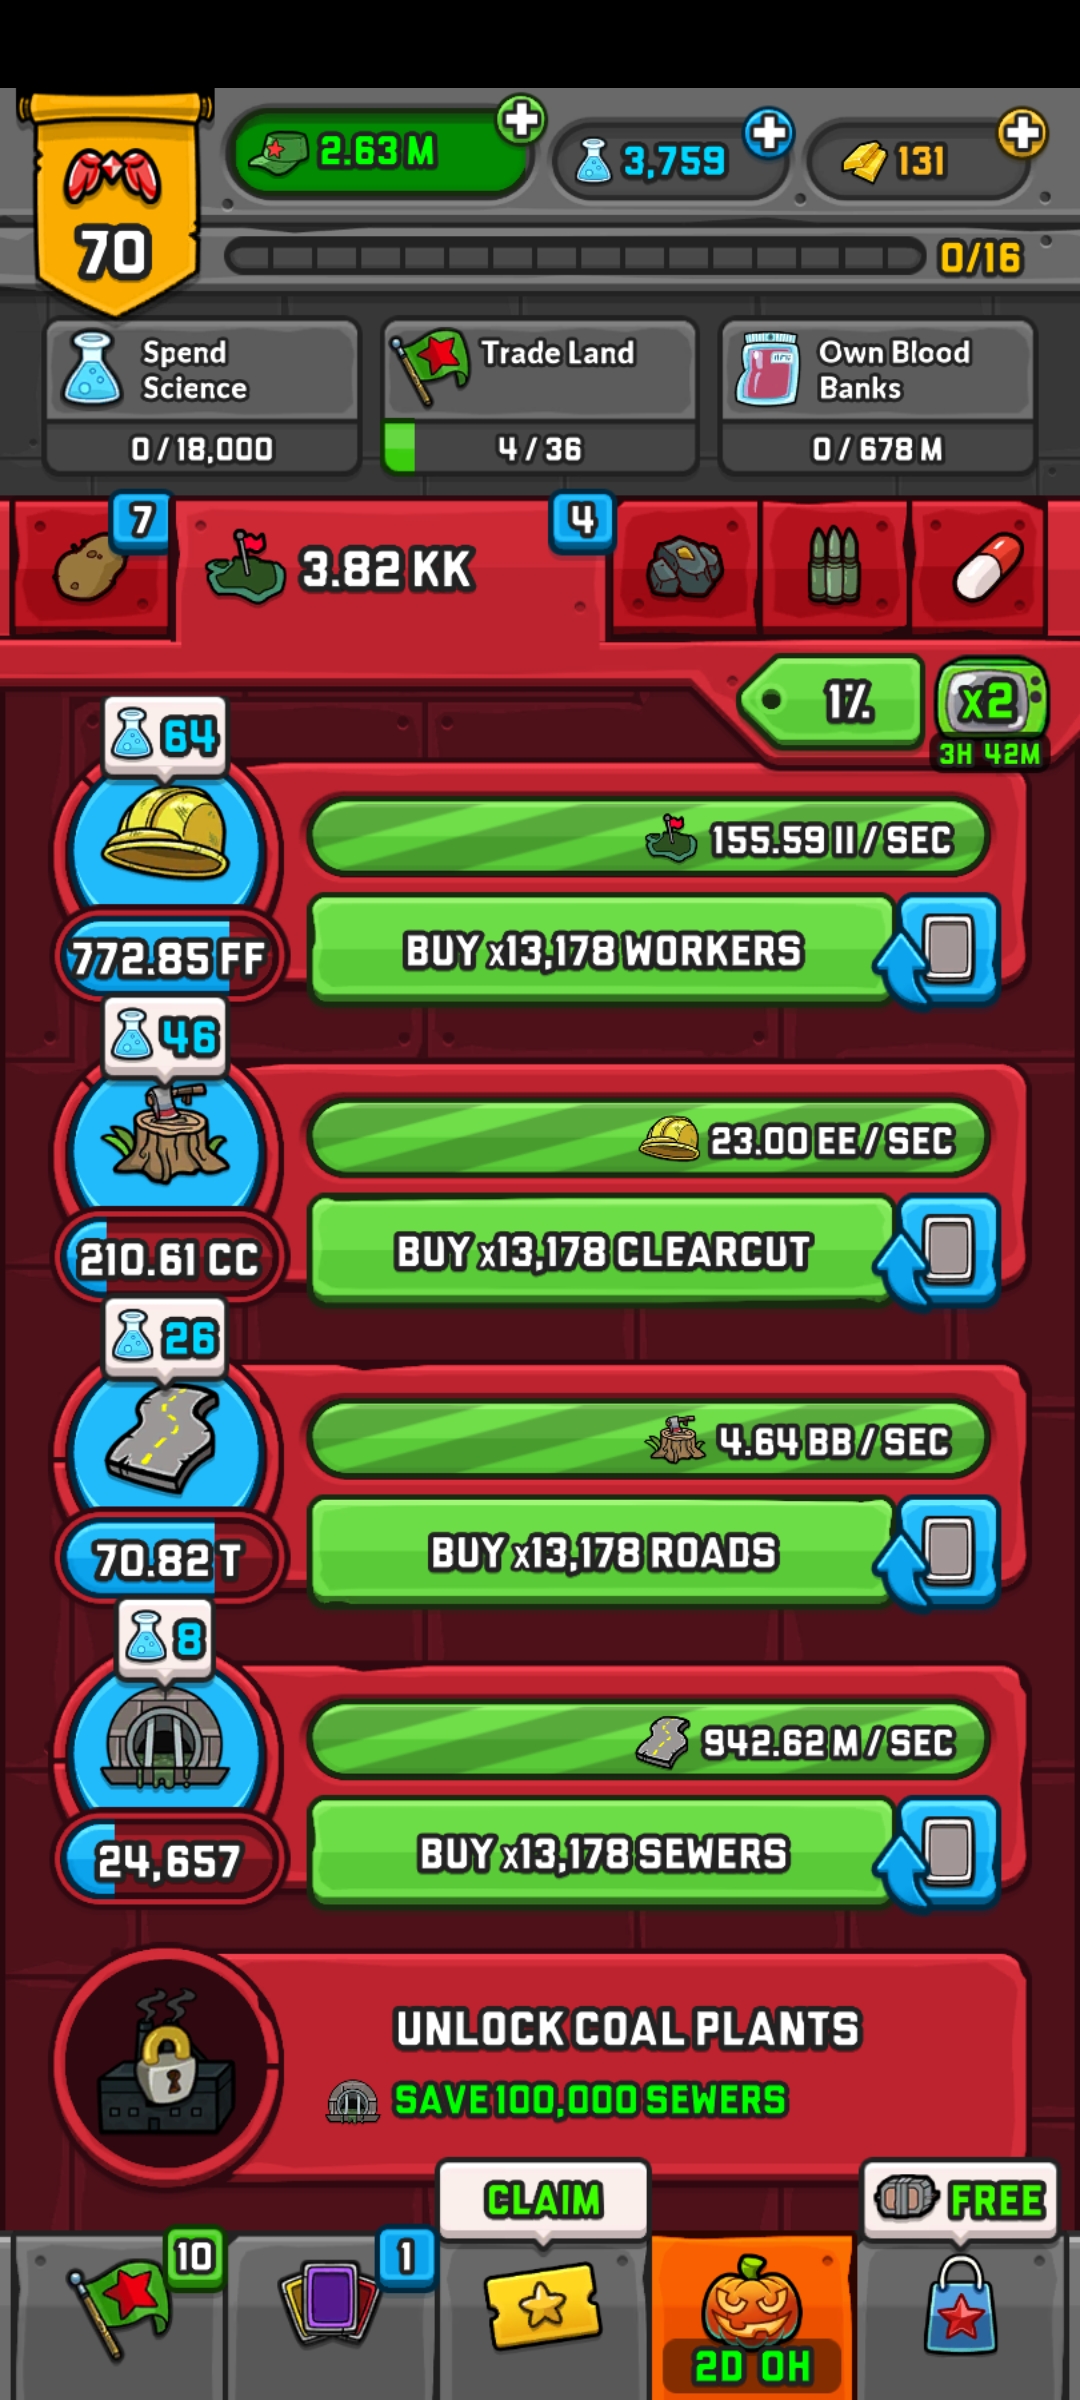 70
2.63 M
3,759
131
0/16
Spend
Science
0 / 18,000
Trade Land
4 / 36
Own Blood
Banks
0 / 678 M
7
3.82 KK
4
1%
x2
3H 42M
64
155.59 II / SEC
772.85 FF
BUY x13,178 WORKERS
46
23.00 EE / SEC
210.61 CC
BUY x13,178 CLEARCUT
26
4.64 BB / SEC
70.82 T
BUY x13,178 ROADS
8
942.62 M / SEC
24,657
BUY x13,178 SEWERS
UNLOCK COAL PLANTS
SAVE 100,000 SEWERS
CLAIM
FREE
10
1
2D 0H